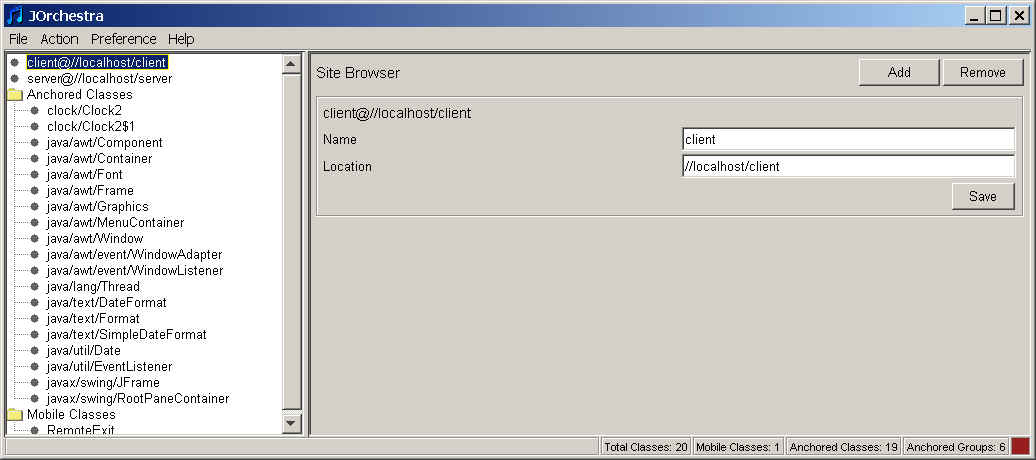 JOrchestra
File Action Preference Help
client@//localhost/client
server@//localhost/server
Anchored Classes
clock/Clock2
clock/Clock2$1
java/awt/Component
java/awt/Container
java/awt/Font
java/awt/Frame
java/awt/Graphics
java/awt/MenuContainer
java/awt/Window
java/awt/event/WindowAdapter
java/awt/event/WindowListener
java/lang/Thread
java/text/DateFormat
java/text/Format
java/text/SimpleDateFormat
java/util/Date
java/util/EventListener
javax/swing/JFrame
javax/swing/RootPaneContainer
Mobile Classes
RemoteExit
Site Browser Add Remove
client@//localhost/client
Name client
Location //localhost/client
Save
Total Classes: 20 Mobile Classes: 1 Anchored Classes: 19 Anchored Groups: 6